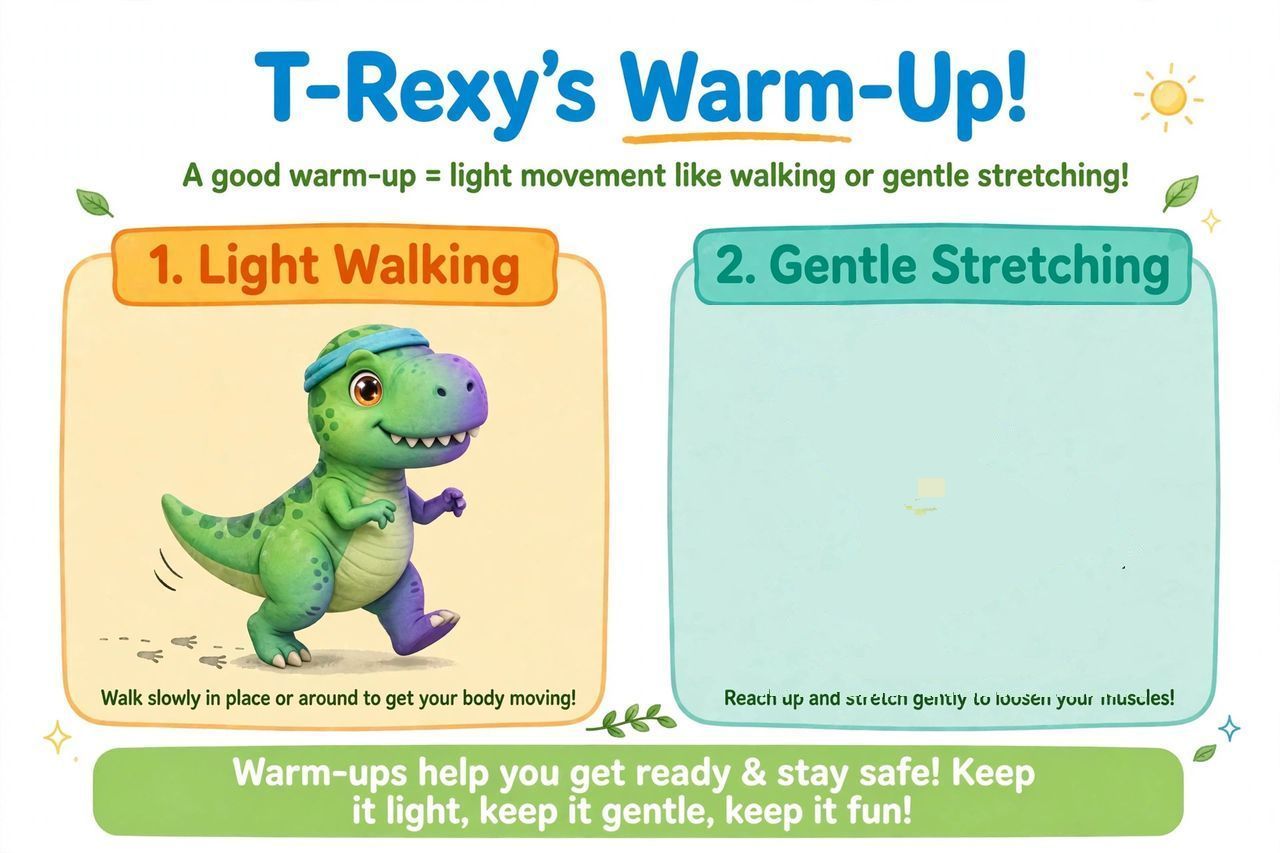 T-Rexy's Warm-Up!
A good warm-up = light movement like walking or gentle stretching!
1. Light Walking
Walk slowly in place or around to get your body moving!
2. Gentle Stretching
Reach up and stretch gently to loosen your muscles!
Warm-ups help you get ready & stay safe! Keep
it light, keep it gentle, keep it fun!